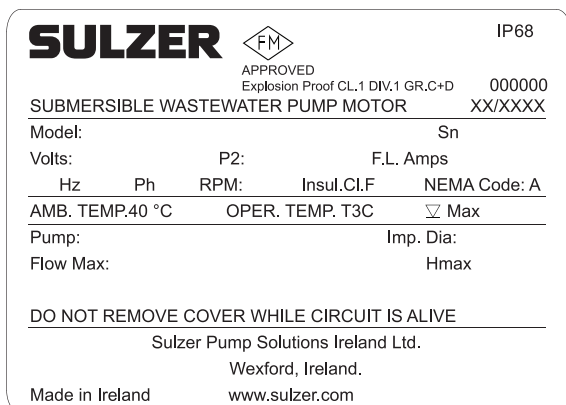 SULZER FM IP68
APPROVED
Explosion Proof CL.1 DIV.1 GR.C+D 000000
SUBMERSIBLE WASTEWATER PUMP MOTOR XX/XXXX
Model: Sn
Volts: P2: F.L. Amps
Hz Ph RPM: Insul.Cl.F NEMA Code: A
AMB. TEMP.40 °C OPER. TEMP. T3C Max
Pump: Imp. Dia:
Flow Max: Hmax
DO NOT REMOVE COVER WHILE CIRCUIT IS ALIVE
Sulzer Pump Solutions Ireland Ltd.
Wexford, Ireland.
Made in Ireland www.sulzer.com